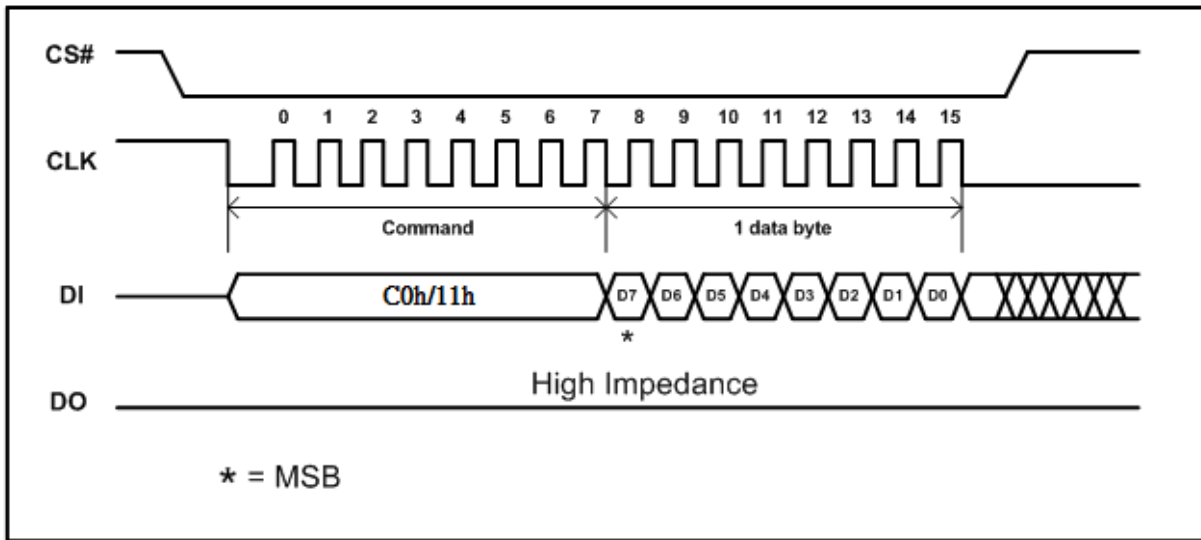 CS#
0 1 2 3 4 5 6 7 8 9 10 11 12 13 14 15
CLK
Command 1 data byte
DI C0h/11h D7 D6 D5 D4 D3 D2 D1 D0
*
High Impedance
DO
* = MSB